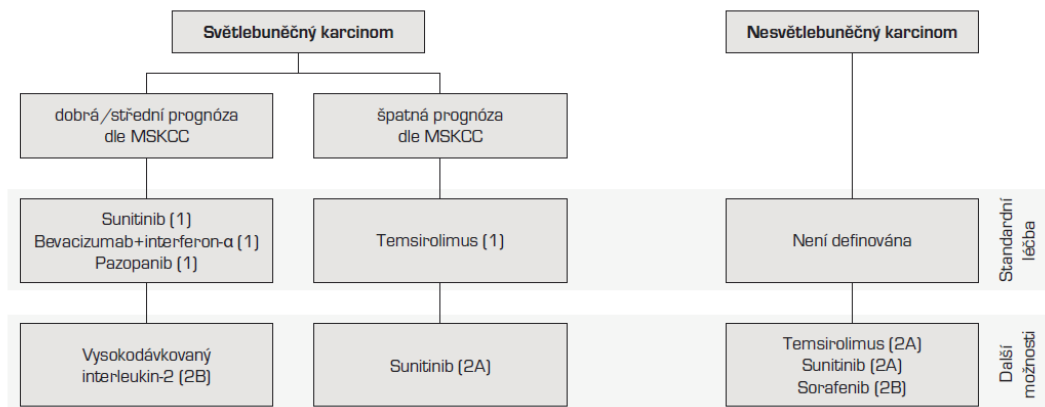 Světlebuněčný karcinom
Nesvětlebuněčný karcinom
dobrá/střední prognóza
dle MSKCC
špatná prognóza
dle MSKCC
Sunitinib (1)
Bevacizumab+interferon-α (1)
Pazopanib (1)
Temsirolimus (1)
Není definována
Standardní
léčba
Vysokodávkovaný
interleukin-2 (2B)
Sunitinib (2A)
Temsirolimus (2A)
Sunitinib (2A)
Sorafenib (2B)
Další
možnosti